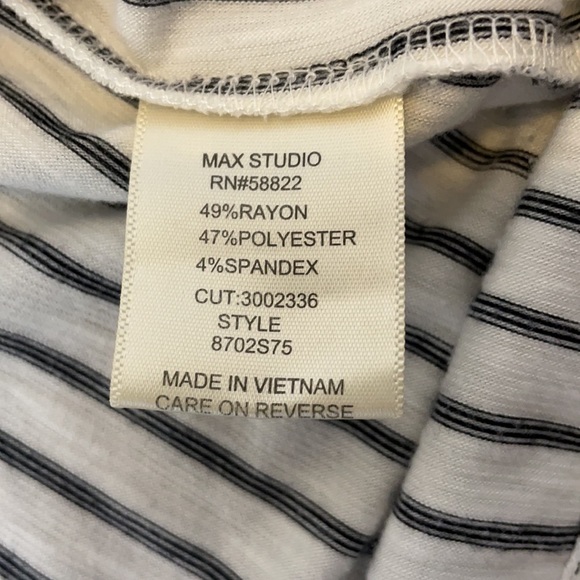 MAX STUDIO
RN#58822
49%RAYON
47%POLYESTER
4%SPANDEX
CUT:3002336
STYLE
8702S75
MADE IN VIETNAM
CARE ON REVERSE